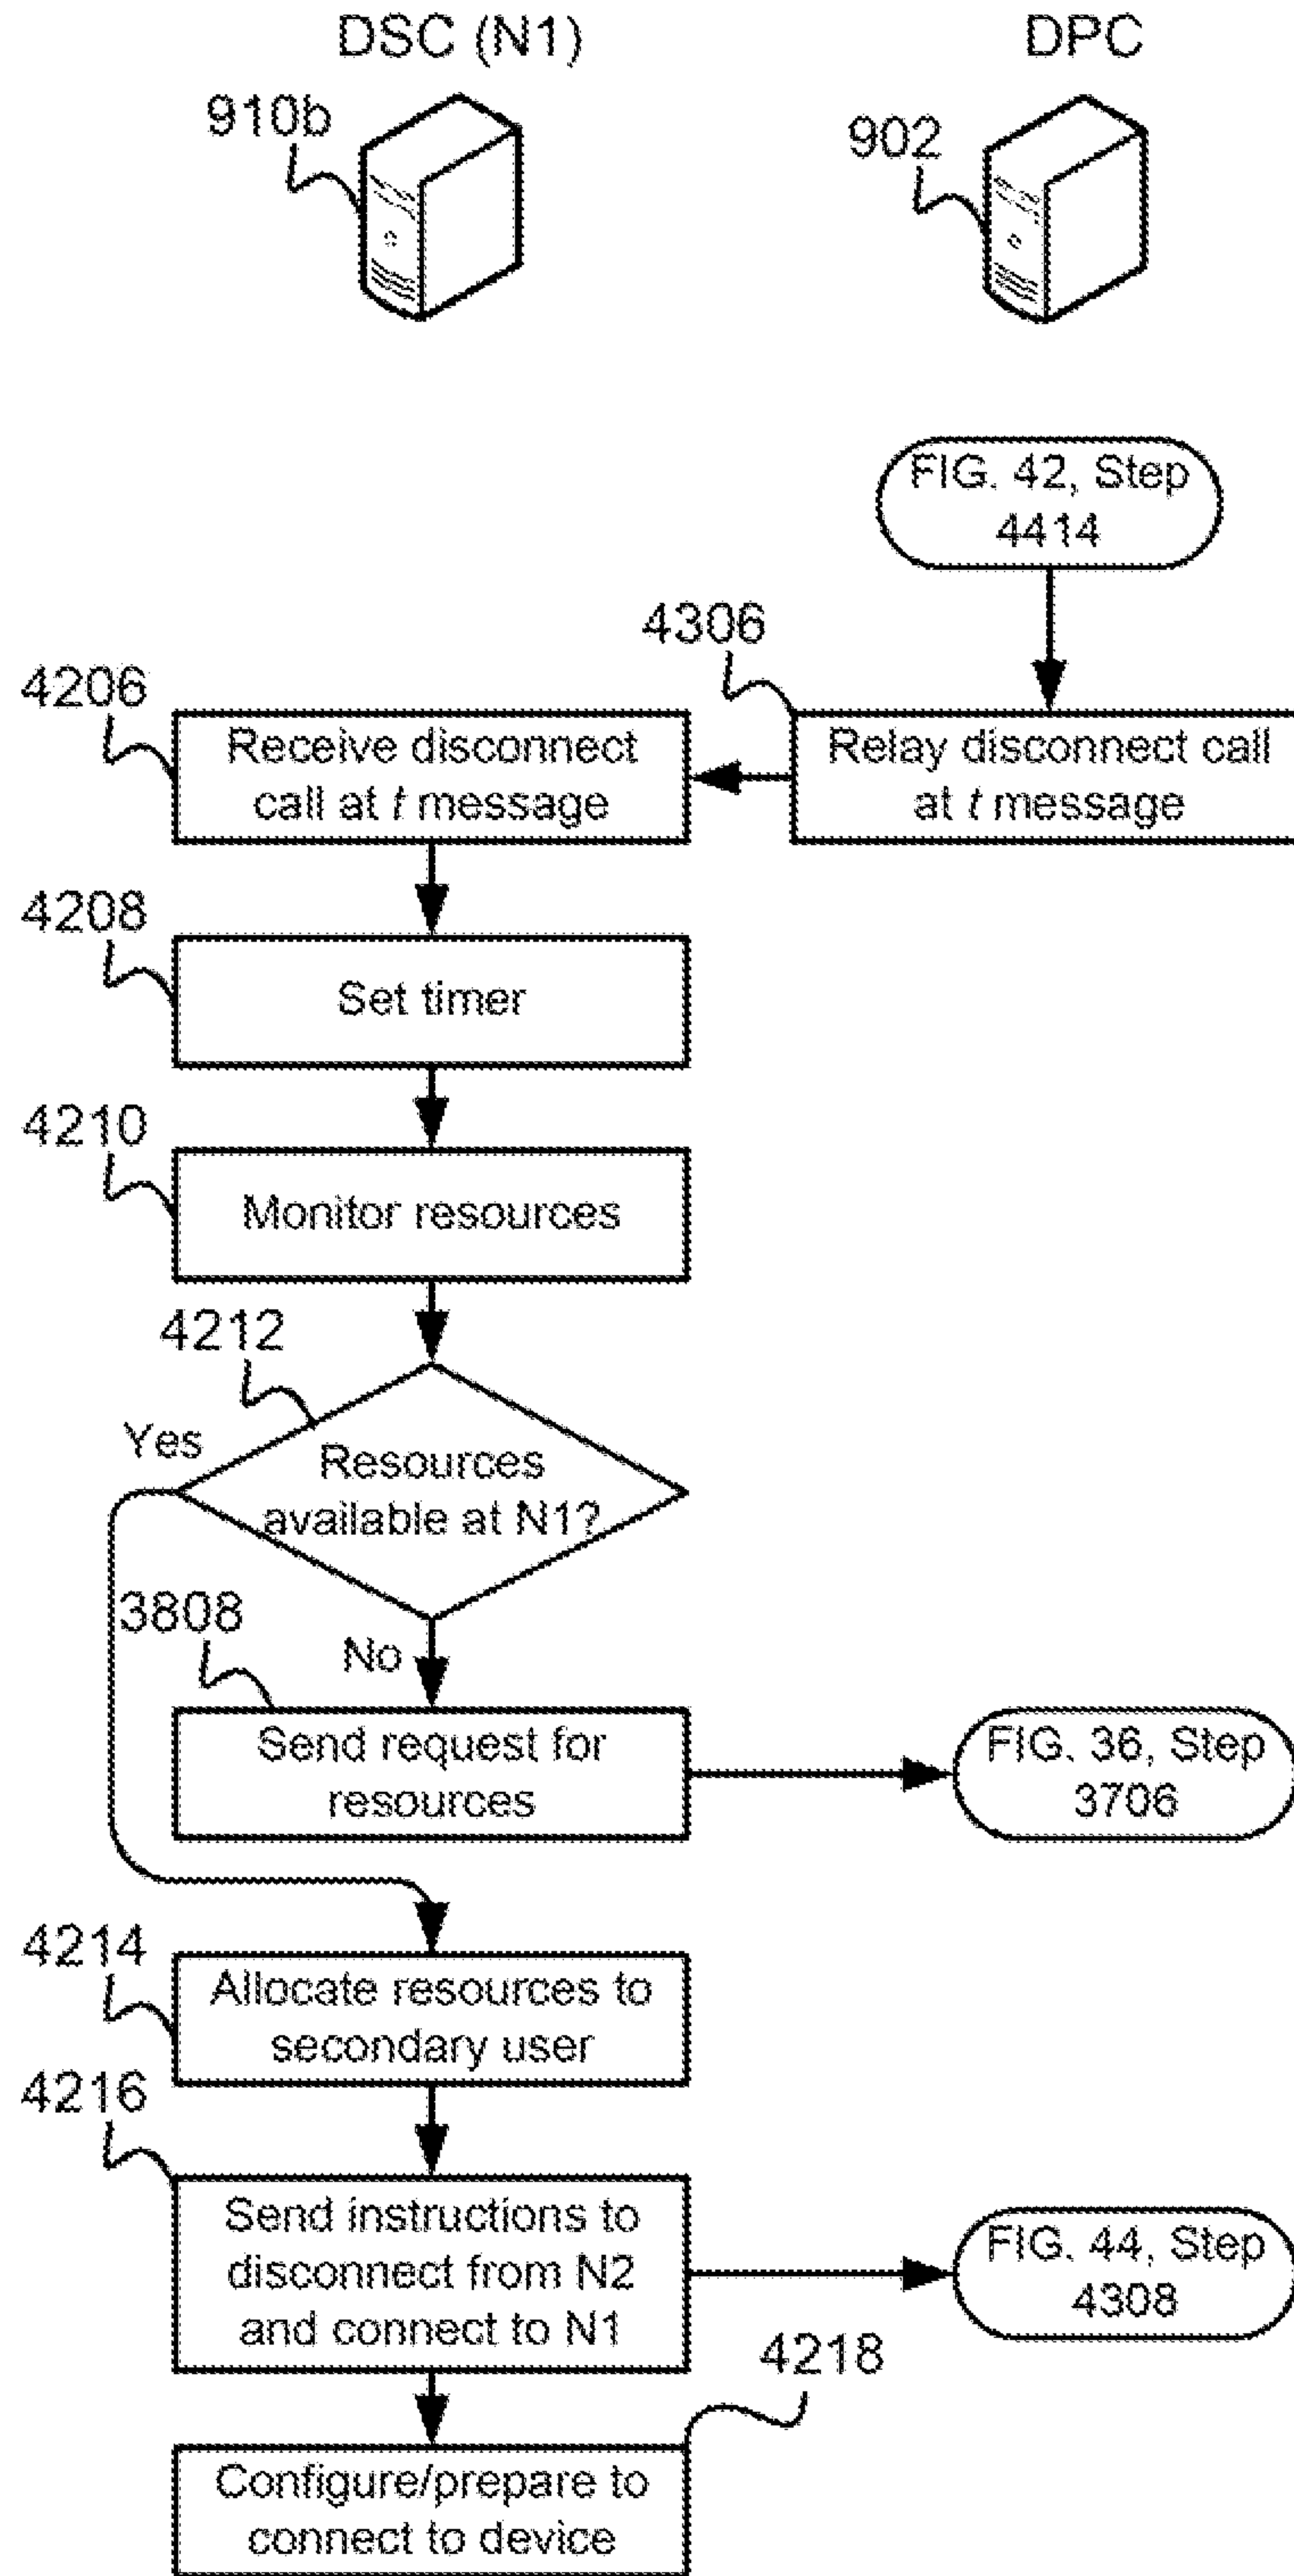 DSC (N1)
DPC
910b
902
FIG. 42, Step
4414
4306
4206
Relay disconnect call
at t message
Receive disconnect
call at t message
4208
Set timer
4210
Monitor resources
4212
Yes
Resources
available at N1?
3808
No
Send request for
resources
FIG. 36, Step
3706
4214
Allocate resources to
secondary user
4216
Send instructions to
disconnect from N2
and connect to N1
FIG. 44, Step
4308
4218
Configure/prepare to
connect to device